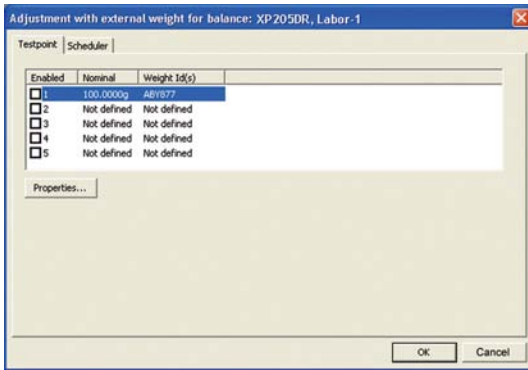 Adjustment with external weight for balance: XP205DR, Labor-1
Testpoint Scheduler
Enabled Nominal Weight Id(s)
1 100.0000g ABY877
2 Not defined Not defined
3 Not defined Not defined
4 Not defined Not defined
5 Not defined Not defined
Properties...
OK Cancel